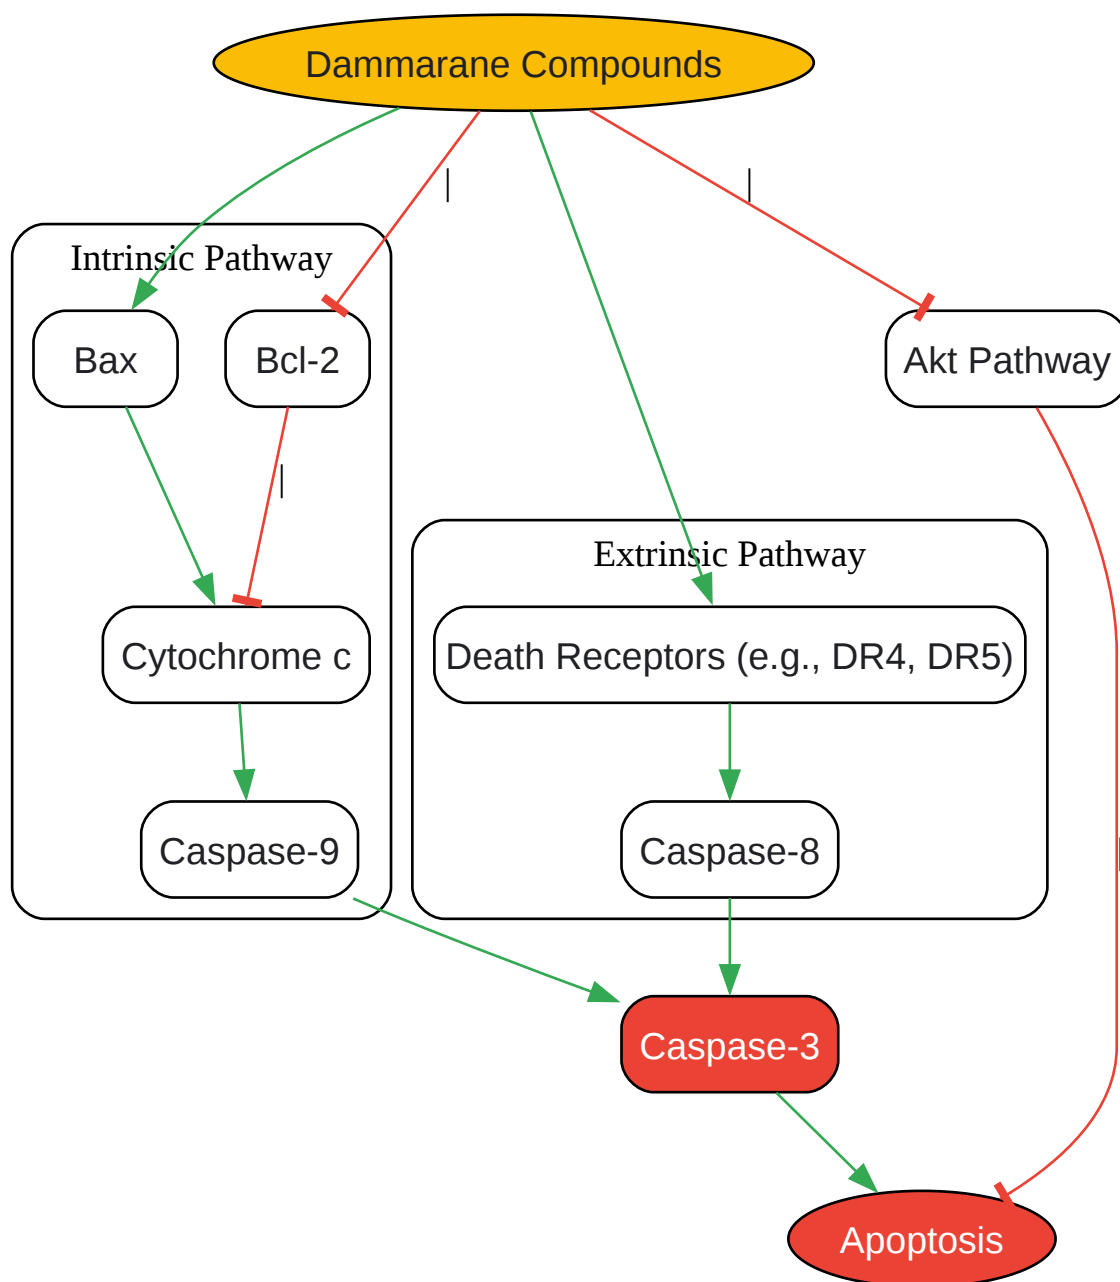 Dammarane Compounds
|
|
Intrinsic Pathway
Bax
Bcl-2
Akt Pathway
|
Extrinsic Pathway
Cytochrome c
Death Receptors (e.g., DR4, DR5)
Caspase-9
Caspase-8
Caspase-3
Apoptosis